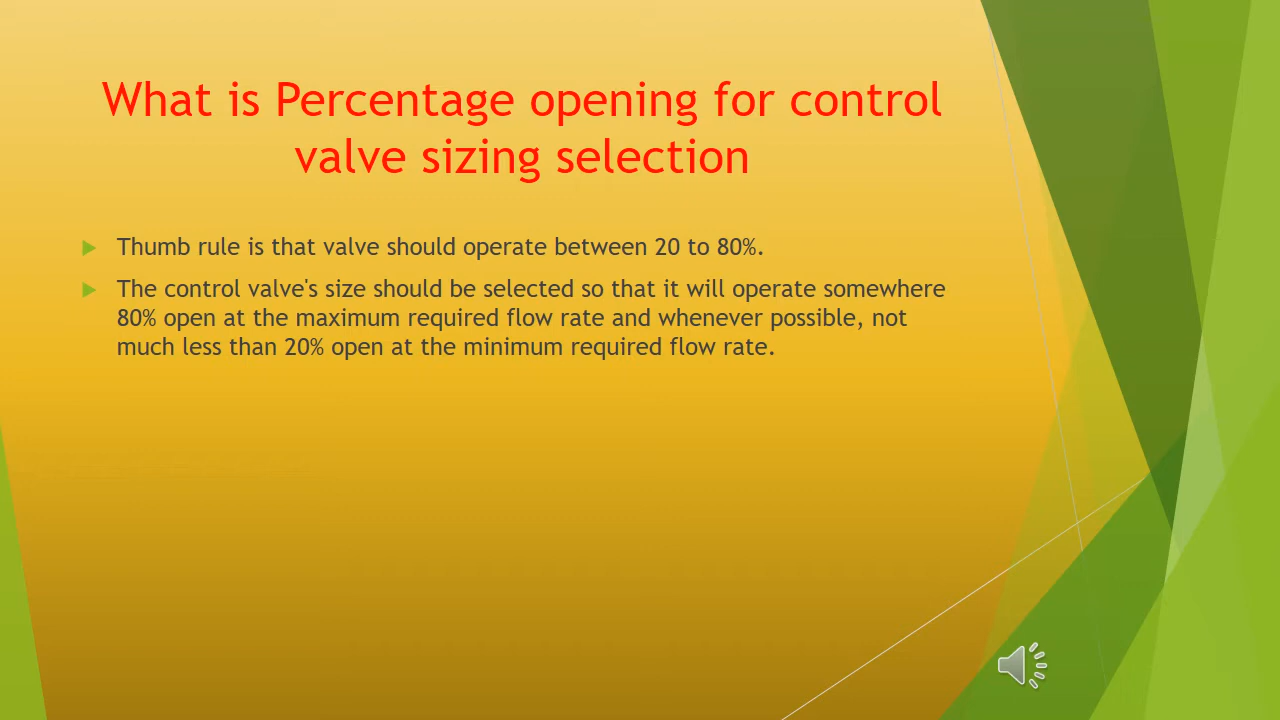 What is Percentage opening for control
valve sizing selection
Thumb rule is that valve should operate between 20 to 80%.
The control valve's size should be selected so that it will operate somewhere
80% open at the maximum required flow rate and whenever possible, not
much less than 20% open at the minimum required flow rate.